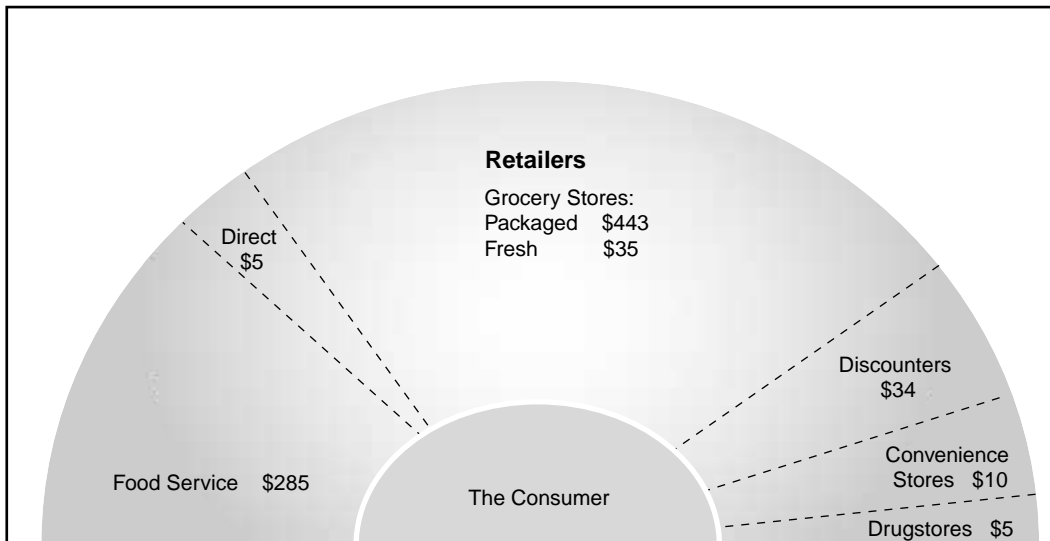 Retailers
Grocery Stores:
Packaged $443
Fresh $35
Direct
$5
Discounters
$34
Convenience
Stores $10
Food Service $285
The Consumer
Drugstores $5